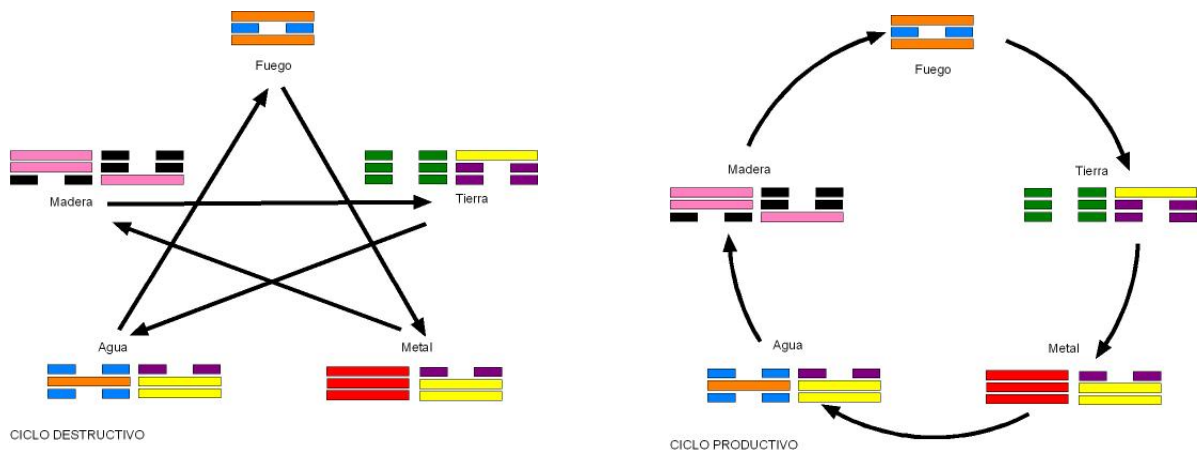 Fuego
Madera
Tierra
Agua
Metal
CICLO DESTRUCTIVO
Fuego
Madera
Tierra
Agua
Metal
CICLO PRODUCTIVO